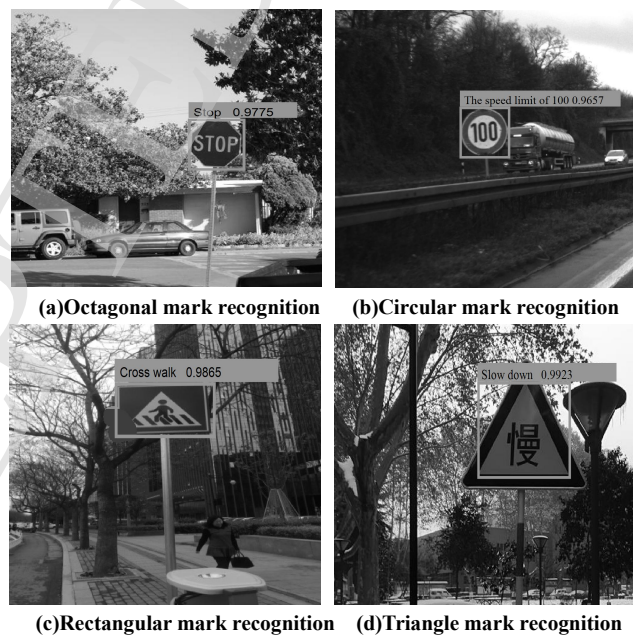 Stop 0.9775
STOP
The speed limit of 100 0.9657
100
(a)Octagonal mark recognition
(b)Circular mark recognition
Cross walk 0.9865
Slow down 0.9923
慢
(c)Rectangular mark recognition
(d)Triangle mark recognition